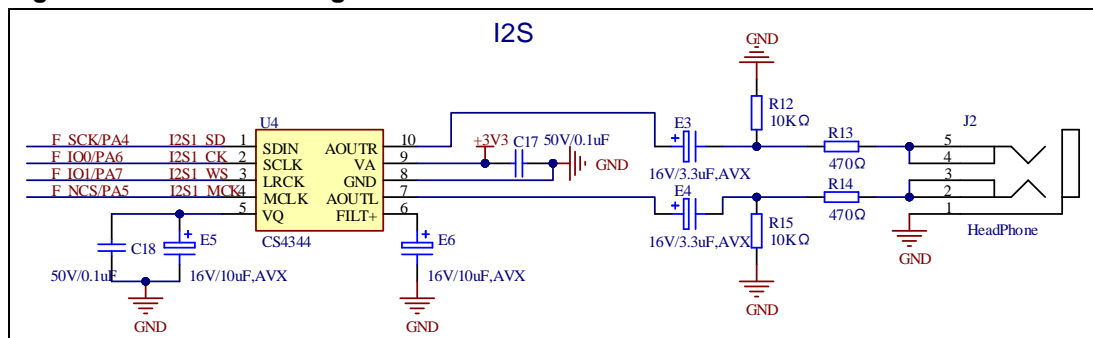 I2S
GND
U4
F_SCK/PA4 I2S1_SD 1 SDIN AOUTR 10
F_IO0/PA6 I2S1_CK 2 SCLK VA 9
F_IO1/PA7 I2S1_WS 3 LRCK GND 8
F_NCS/PA5 I2S1_MCK 4 MCLK AOUTL 7
5 VQ FILT+ 6
CS4344
+3V3
C17 50V/0.1uF
GND
E3
16V/3.3uF,AVX
E4
16V/3.3uF,AVX
R12
10KΩ
R13
470Ω
R14
470Ω
R15
10KΩ
GND
J2
5
4
3
2
1
HeadPhone
GND
C18
50V/0.1uF
E5
16V/10uF,AVX
GND
E6
16V/10uF,AVX
GND